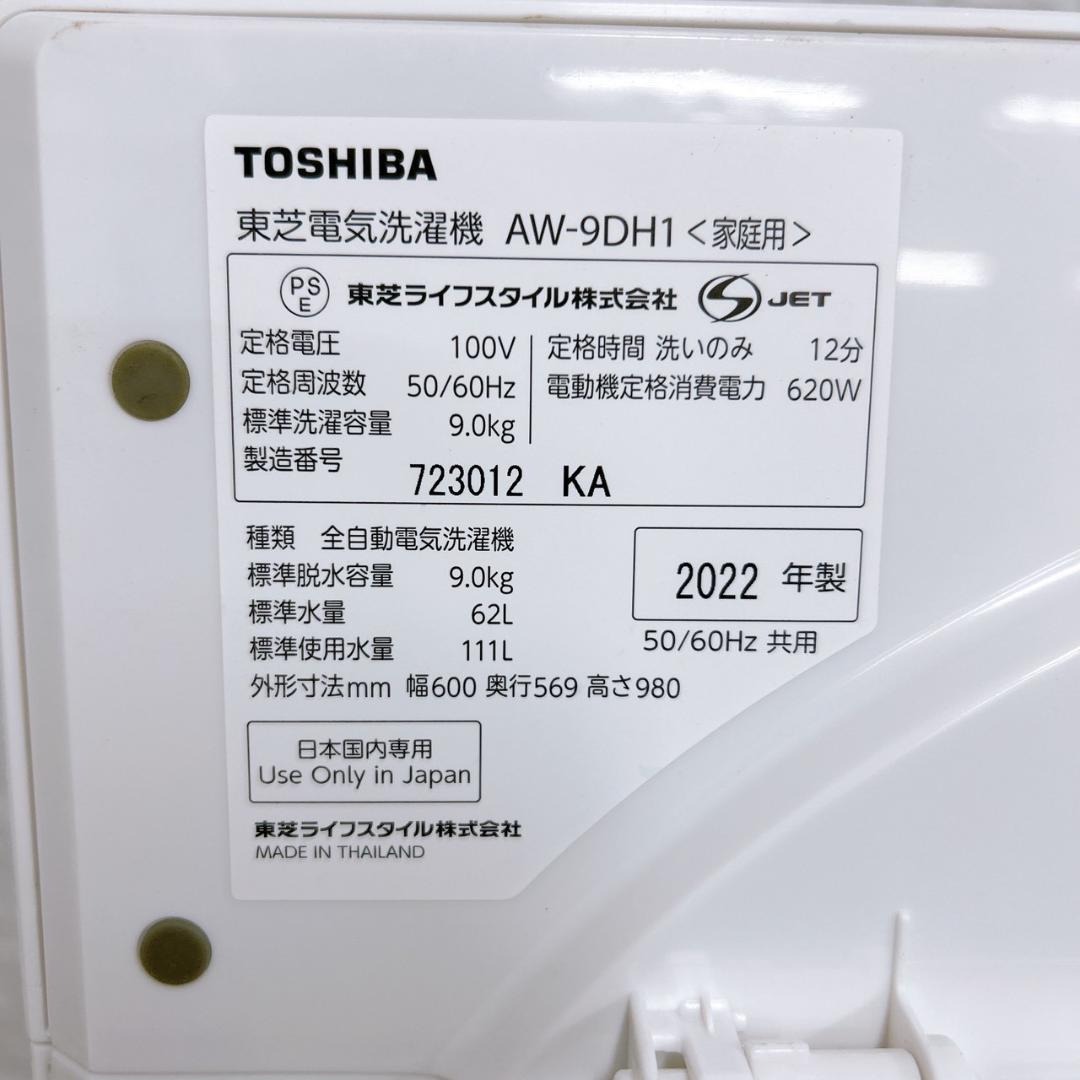 TOSHIBA
東芝電気洗濯機 AW-9DH1 <家庭用>
PSE 東芝ライフスタイル株式会社 S JET
定格電圧 100V 定格時間 洗いのみ 12分
定格周波数 50/60Hz 電動機定格消費電力 620W
標準洗濯容量 9.0kg
製造番号 723012 KA
種類 全自動電気洗濯機
標準脱水容量 9.0kg
標準水量 62L
標準使用水量 111L
外形寸法mm 幅600 奥行569 高さ980
2022 年製
50/60Hz 共用
日本国内専用
Use Only in Japan
東芝ライフスタイル株式会社
MADE IN THAILAND